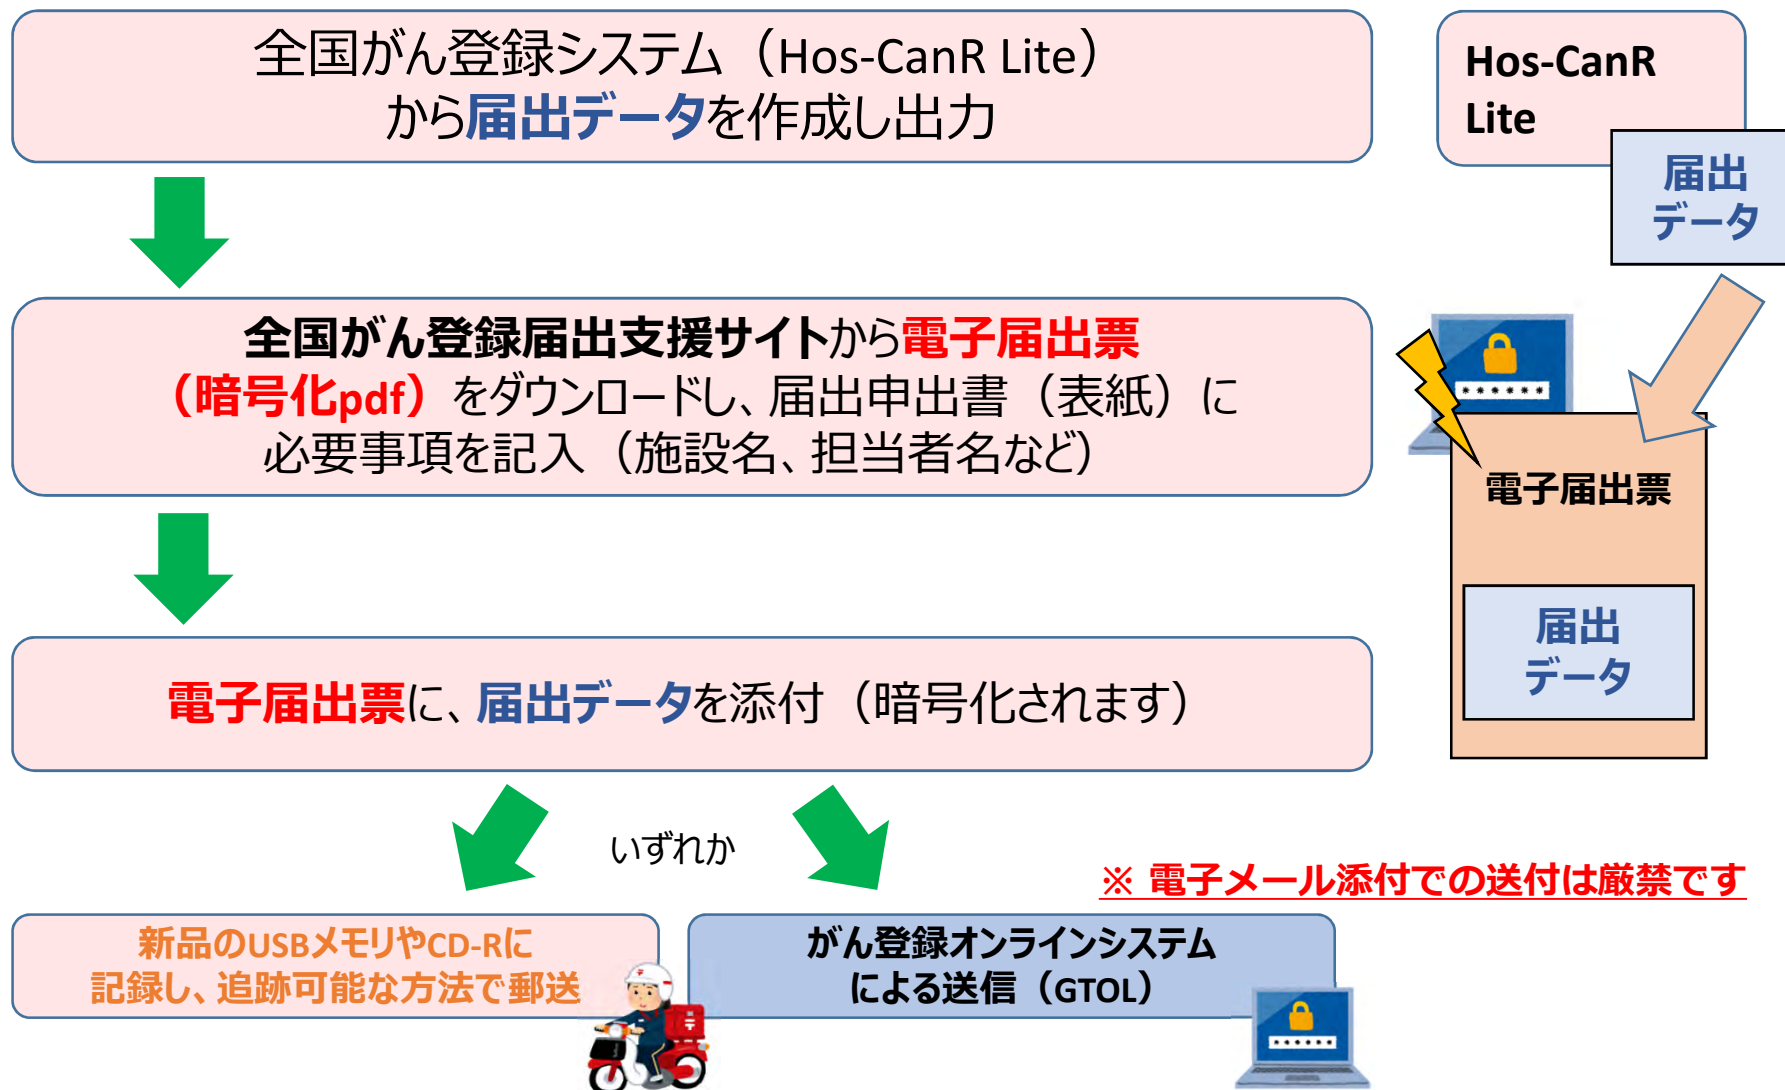 全国がん登録システム（Hos-CanR Lite）
から届出データを作成し出力
Hos-CanR
Lite
届出
データ
全国がん登録届出支援サイトから電子届出票
（暗号化pdf）をダウンロードし、届出申出書（表紙）に
必要事項を記入（施設名、担当者名など）
******
電子届出票
届出
データ
電子届出票に、届出データを添付（暗号化されます）
いずれか
※ 電子メール添付での送付は厳禁です
新品のUSBメモリやCD-Rに
記録し、追跡可能な方法で郵送
がん登録オンラインシステム
による送信（GTOL）
〒
******